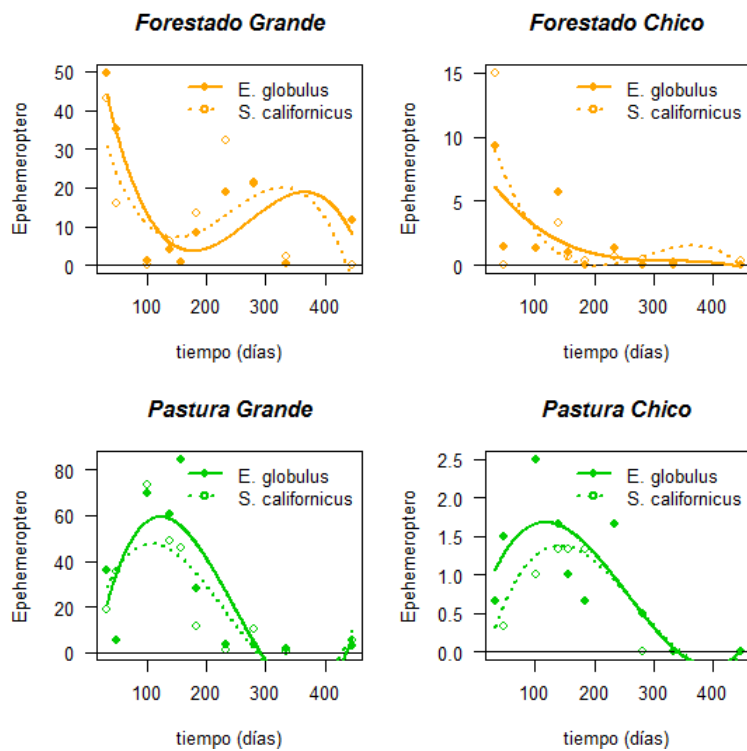 Forestado Grande
Epehemeroptero
50
40
30
20
10
0
E. globulus
S. californicus
100 200 300 400
tiempo (días)
Forestado Chico
Epehemeroptero
15
10
5
0
E. globulus
S. californicus
100 200 300 400
tiempo (días)
Pastura Grande
Epehemeroptero
80
60
40
20
0
E. globulus
S. californicus
100 200 300 400
tiempo (días)
Pastura Chico
Epehemeroptero
2.5
2.0
1.5
1.0
0.5
0.0
E. globulus
S. californicus
100 200 300 400
tiempo (días)